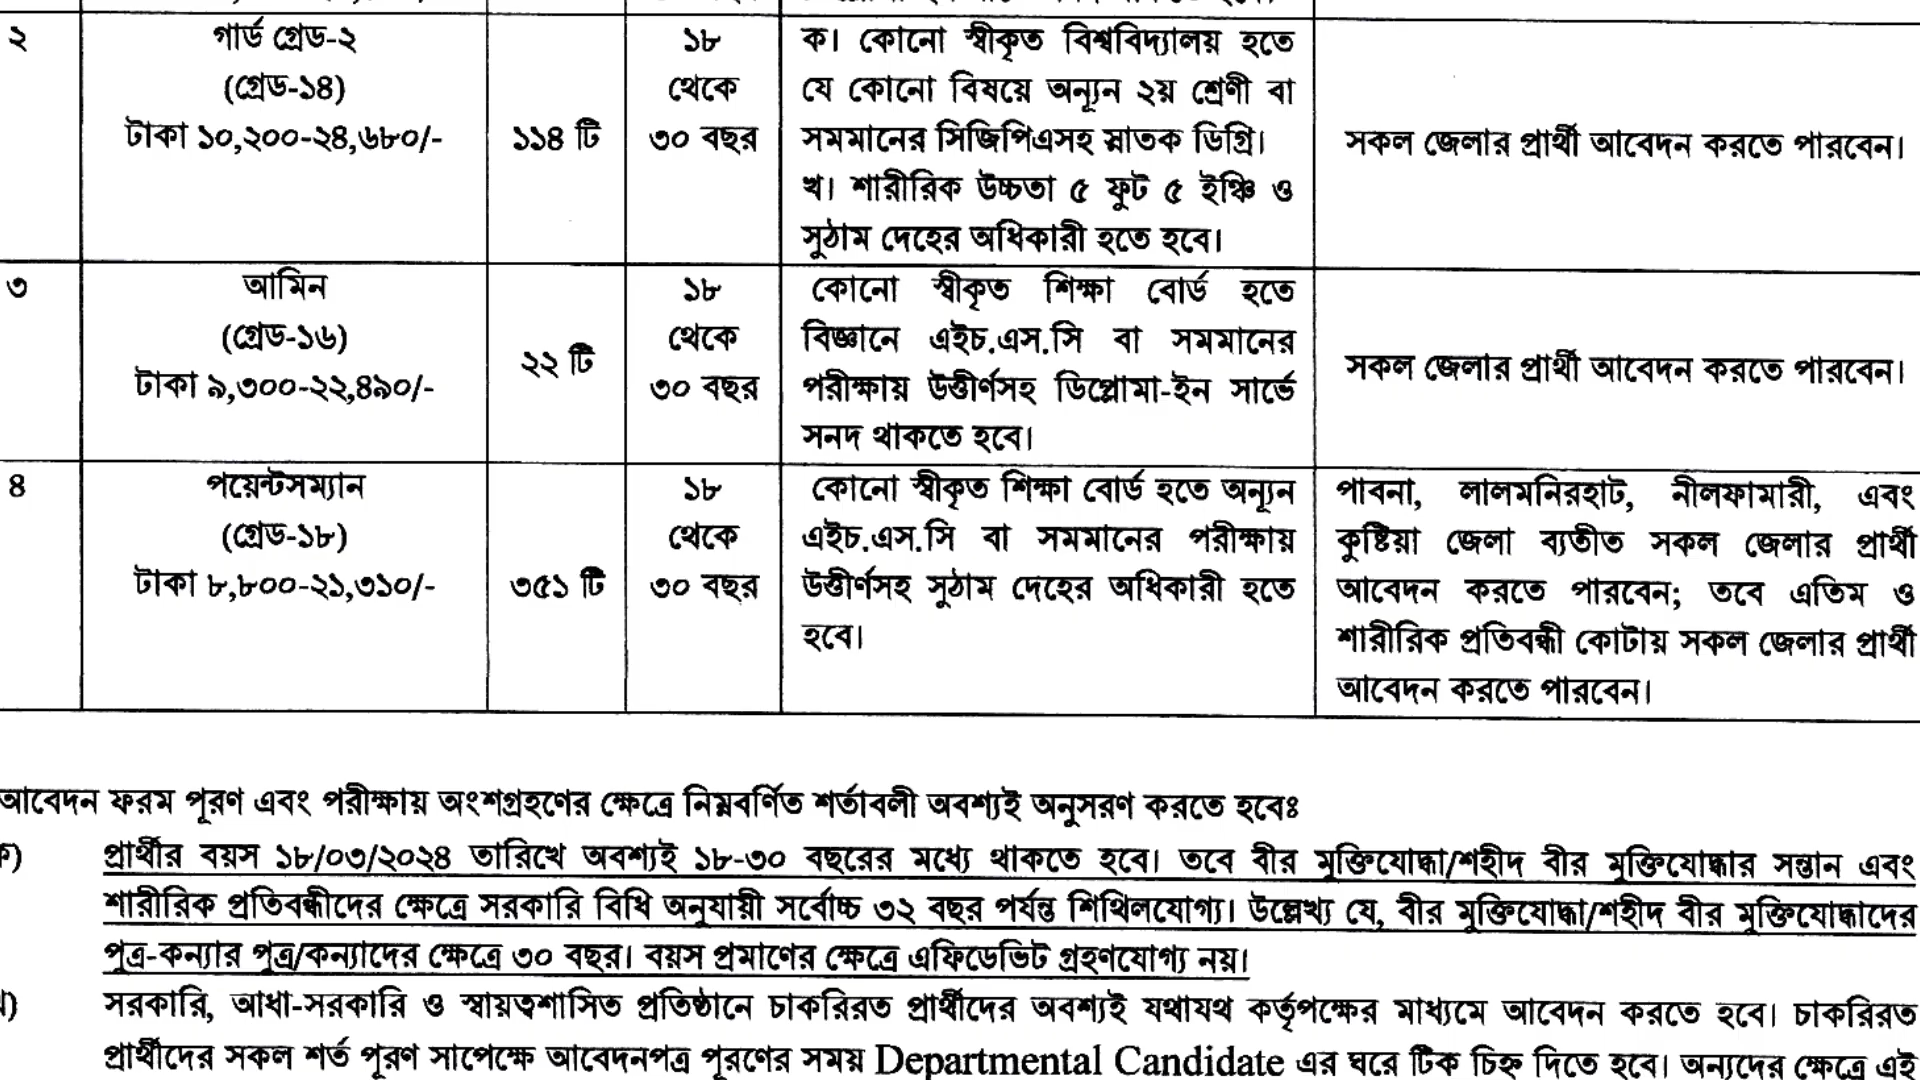 ২
গার্ড গ্রেড-২
(গ্রেড-১৪)
টাকা ১০,২০০-২৪,৬৮০/-
১১৪ টি
১৮
থেকে
৩০ বছর
ক। কোনো স্বীকৃত বিশ্ববিদ্যালয় হতে
যে কোনো বিষয়ে অন্যূন ২য় শ্রেণী বা
সমমানের সিজিপিএসহ স্নাতক ডিগ্রি।
খ। শারীরিক উচ্চতা ৫ ফুট ৫ ইঞ্চি ও
সুঠাম দেহের অধিকারী হতে হবে।
সকল জেলার প্রার্থী আবেদন করতে পারবেন।
৩
আমিন
(গ্রেড-১৬)
টাকা ৯,৩০০-২২,৪৯০/-
২২ টি
১৮
থেকে
৩০ বছর
কোনো স্বীকৃত শিক্ষা বোর্ড হতে
বিজ্ঞানে এইচ.এস.সি বা সমমানের
পরীক্ষায় উত্তীর্ণসহ ডিপ্লোমা-ইন সার্ভে
সনদ থাকতে হবে।
সকল জেলার প্রার্থী আবেদন করতে পারবেন।
৪
পয়েন্টসম্যান
(গ্রেড-১৮)
টাকা ৮,৮০০-২১,৩১০/-
৩৫১ টি
১৮
থেকে
৩০ বছর
কোনো স্বীকৃত শিক্ষা বোর্ড হতে অন্যূন
এইচ.এস.সি বা সমমানের পরীক্ষায়
উত্তীর্ণসহ সুঠাম দেহের অধিকারী হতে
হবে।
পাবনা, লালমনিরহাট, নীলফামারী, এবং
কুষ্টিয়া জেলা ব্যতীত সকল জেলার প্রার্থী
আবেদন করতে পারবেন; তবে এতিম ও
শারীরিক প্রতিবন্ধী কোটায় সকল জেলার প্রার্থী
আবেদন করতে পারবেন।
আবেদন ফরম পূরণ এবং পরীক্ষায় অংশগ্রহণের ক্ষেত্রে নিম্নবর্ণিত শর্তাবলী অবশ্যই অনুসরণ করতে হবেঃ
ক) প্রার্থীর বয়স ১৮/০৩/২০২৪ তারিখে অবশ্যই ১৮-৩০ বছরের মধ্যে থাকতে হবে। তবে বীর মুক্তিযোদ্ধা/শহীদ বীর মুক্তিযোদ্ধার সন্তান এবং
শারীরিক প্রতিবন্ধীদের ক্ষেত্রে সরকারি বিধি অনুযায়ী সর্বোচ্চ ৩২ বছর পর্যন্ত শিথিলযোগ্য। উল্লেখ্য যে, বীর মুক্তিযোদ্ধা/শহীদ বীর মুক্তিযোদ্ধাদের
পুত্র-কন্যার পুত্র/কন্যাদের ক্ষেত্রে ৩০ বছর। বয়স প্রমাণের ক্ষেত্রে এফিডেভিট গ্রহণযোগ্য নয়।
খ) সরকারি, আধা-সরকারি ও স্বায়ত্বশাসিত প্রতিষ্ঠানে চাকরিরত প্রার্থীদের অবশ্যই যথাযথ কর্তৃপক্ষের মাধ্যমে আবেদন করতে হবে। চাকরিরত
প্রার্থীদের সকল শর্ত পূরণ সাপেক্ষে আবেদনপত্র পূরণের সময় Departmental Candidate এর ঘরে টিক চিহ্ন দিতে হবে। অন্যদের ক্ষেত্রে এই